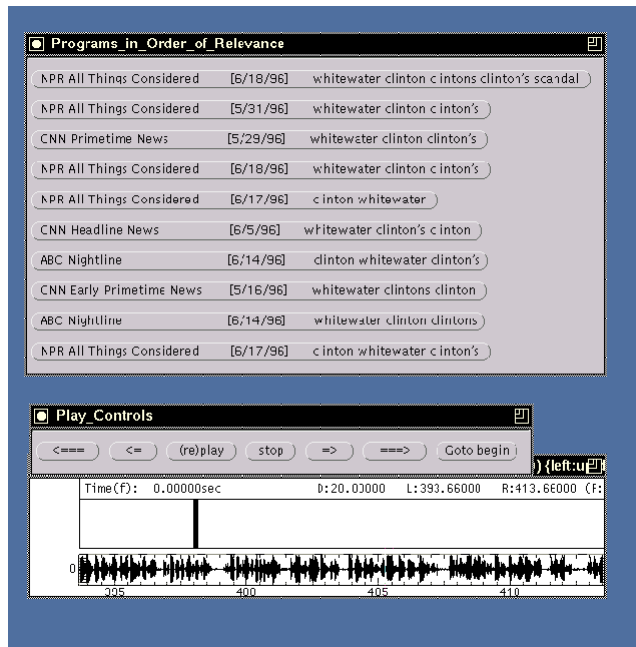 Programs_in_Order_of_Relevance
NPR All Things Considered [6/18/96] whitewater clinton clintons clinton's scandal
NPR All Things Considered [5/31/96] whitewater clinton clinton's
CNN Primetime News [5/29/96] whitewater clinton clinton's
NPR All Things Considered [6/18/96] whitewater clinton clinton's
NPR All Things Considered [6/17/96] clinton whitewater
CNN Headline News [6/5/96] whitewater clinton's clinton
ABC Nightline [6/14/96] clinton whitewater clinton's
CNN Early Primetime News [5/16/96] whitewater clintons clinton
ABC Nightline [6/14/96] whitewater clinton clintons
NPR All Things Considered [6/17/96] clinton whitewater clinton's
Play_Controls
<=== <= (re)play stop => ===> Goto begin
) {left:up
Time(f): 0.00000sec D:20.00000 L:393.66000 R:413.66000 (F:
0
395 400 405 410